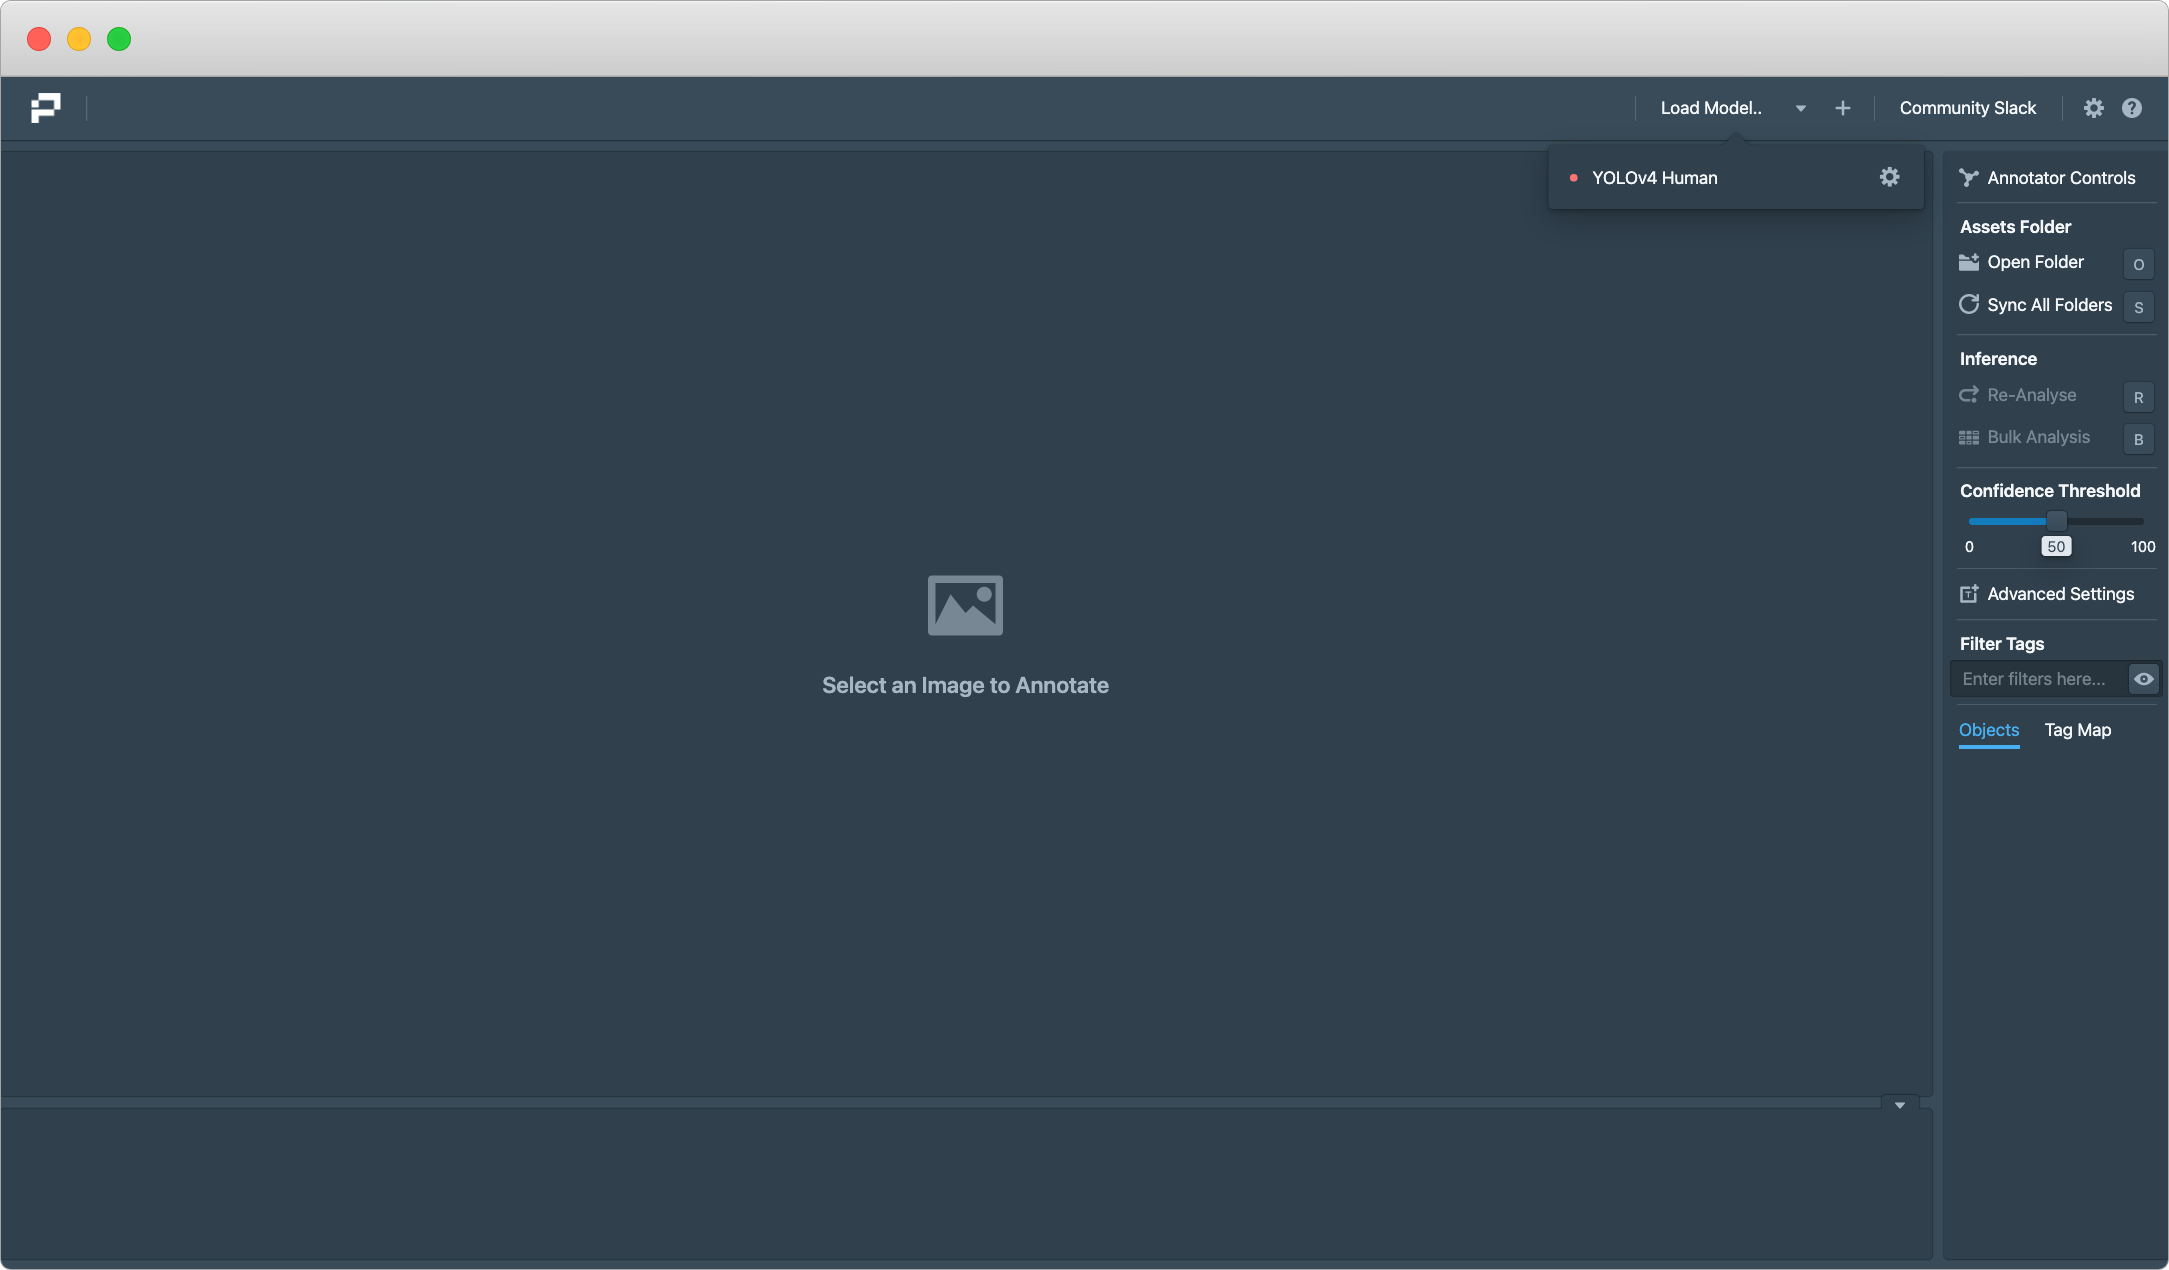 Load Model..
Community Slack
YOLOv4 Human
Annotator Controls
Assets Folder
Open Folder O
Sync All Folders S
Inference
Re-Analyse R
Bulk Analysis B
Confidence Threshold
0 50 100
Advanced Settings
Filter Tags
Enter filters here...
Objects Tag Map
Select an Image to Annotate